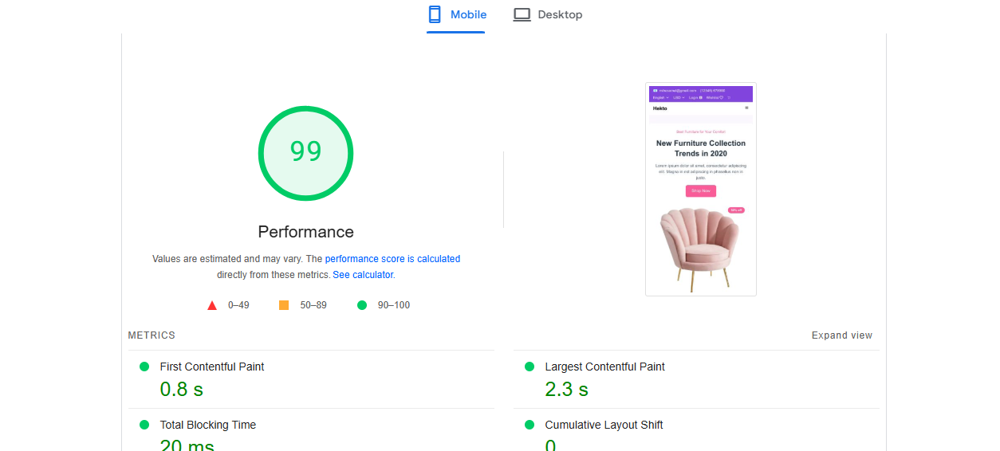 Mobile
Desktop
99
Performance
Values are estimated and may vary. The performance score is calculated
directly from these metrics. See calculator.
0–49
50–89
90–100
English
USD
Login
Wishlist
Hekto
Best Furniture for Your Comfort
New Furniture Collection
Trends in 2020
Lorem ipsum dolor sit amet, consectetur adipiscing
elit. Magna in est adipiscing in phasellus non in
justo.
Shop Now
METRICS
Expand view
First Contentful Paint
0.8 s
Largest Contentful Paint
2.3 s
Total Blocking Time
20 ms
Cumulative Layout Shift
0